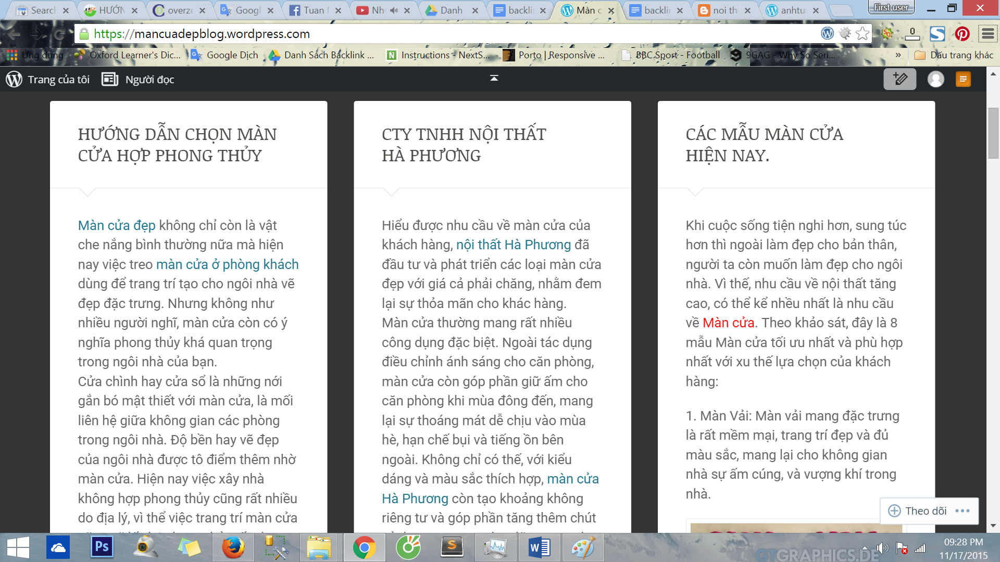 Search
HƯỚN
overze
Googl
Tuan
Nh
Danh
backli
Màn c
backlin
noi th
anhtu
First user
https://mancuadepblog.wordpress.com
0
Ứng dụng
Oxford Learner's Dic...
Google Dịch
Danh Sách Backlink ...
Instructions - NextS...
Porto | Responsive ...
BBC Sport - Football
9GAG - Why So Seri...
»
Dấu trang khác
Trang của tôi
Người đọc
HƯỚNG DẪN CHỌN MÀN
CỬA HỢP PHONG THỦY
Màn cửa đẹp không chỉ còn là vật
che nắng bình thường nữa mà hiện
nay việc treo màn cửa ở phòng khách
dùng để trang trí tạo cho ngôi nhà vẽ
đẹp đặc trưng. Nhưng không như
nhiều người nghĩ, màn cửa còn có ý
nghĩa phong thủy khá quan trọng
trong ngôi nhà của bạn.
Cửa chình hay cửa sổ là những nới
gắn bó mật thiết với màn cửa, là mối
liên hệ giữa không gian các phòng
trong ngôi nhà. Độ bền hay vẽ đẹp
của ngôi nhà được tô điểm thêm nhờ
màn cửa. Hiện nay việc xây nhà
không hợp phong thủy cũng rất nhiều
do địa lý, vì thể việc trang trí màn cửa
CTY TNHH NỘI THẤT
HÀ PHƯƠNG
Hiểu được nhu cầu về màn cửa của
khách hàng, nội thất Hà Phương đã
đầu tư và phát triển các loại màn cửa
đẹp với giá cả phải chăng, nhằm đem
lại sự thỏa mãn cho khác hàng.
Màn cửa thường mang rất nhiều
công dụng đặc biệt. Ngoài tác dụng
điều chỉnh ánh sáng cho căn phòng,
màn cửa còn góp phần giữ ấm cho
căn phòng khi mùa đông đến, mang
lại sự thoáng mát dễ chịu vào mùa
hè, hạn chế bụi và tiếng ồn bên
ngoài. Không chỉ có thế, với kiểu
dáng và màu sắc thích hợp, màn cửa
Hà Phương còn tạo khoảng không
riêng tư và góp phần tăng thêm chút
CÁC MẪU MÀN CỬA
HIỆN NAY.
Khi cuộc sống tiện nghi hơn, sung túc
hơn thì ngoài làm đẹp cho bản thân,
người ta còn muốn làm đẹp cho ngôi
nhà. Vì thế, nhu cầu về nội thất tăng
cao, có thể kể nhều nhất là nhu cầu
về Màn cửa. Theo khảo sát, đây là 8
mẫu Màn cửa tối ưu nhất và phù hợp
nhất với xu thế lựa chọn của khách
hàng:
1. Màn Vải: Màn vải mang đặc trưng
là rất mềm mại, trang trí đẹp và đủ
màu sắc, mang lại cho không gian
nhà sự ấm cúng, và vượng khí trong
nhà.
Theo dõi
GTGRAPHICS.DE
09:28 PM
11/17/2015